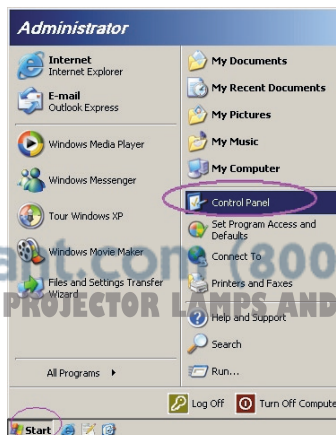 Administrator
Internet
Internet Explorer
E-mail
Outlook Express
Windows Media Player
Windows Messenger
Tour Windows XP
Windows Movie Maker
Files and Settings Transfer
Wizard
All Programs
My Documents
My Recent Documents
My Pictures
My Music
My Computer
Control Panel
Set Program Access and
Defaults
Connect To
Printers and Faxes
Help and Support
Search
Run...
Log Off
Turn Off Compute
Start
apt.com (800
PROJECTOR LAMPS AND